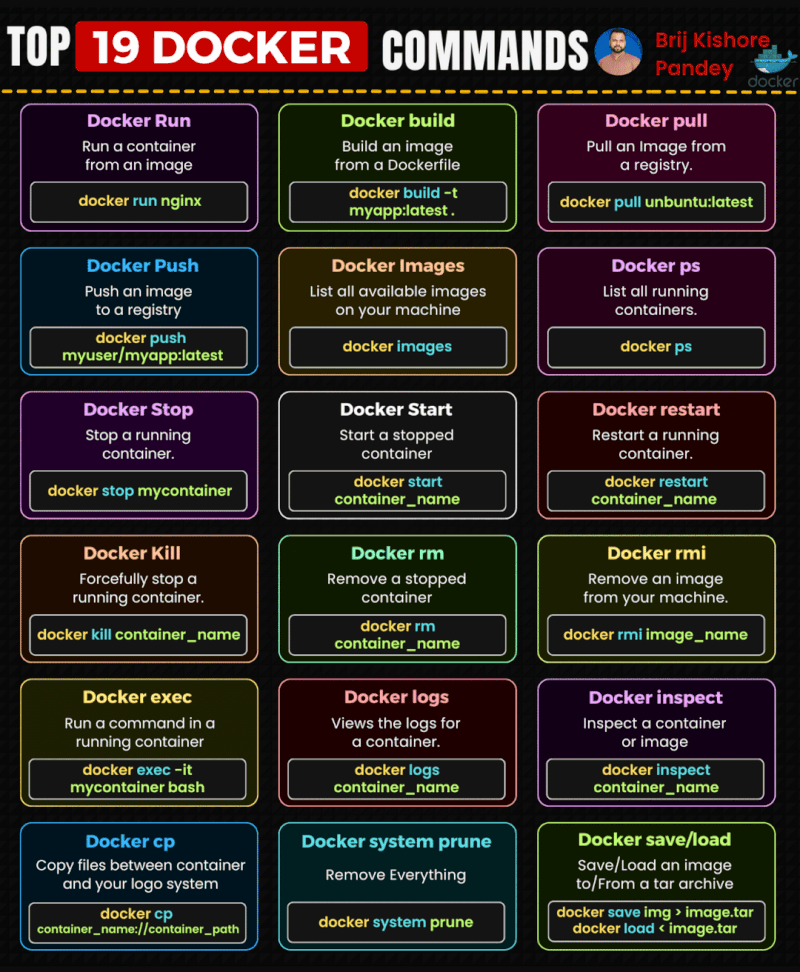 TOP 19 DOCKER COMMANDS
Brij Kishore
Pandey
docker
Docker Run
Run a container
from an image
docker run nginx
Docker build
Build an image
from a Dockerfile
docker build -t
myapp:latest .
Docker pull
Pull an Image from
a registry.
docker pull unbuntu:latest
Docker Push
Push an image
to a registry
docker push
myuser/myapp:latest
Docker Images
List all available images
on your machine
docker images
Docker ps
List all running
containers.
docker ps
Docker Stop
Stop a running
container.
docker stop mycontainer
Docker Start
Start a stopped
container
docker start
container_name
Docker restart
Restart a running
container.
docker restart
container_name
Docker Kill
Forcefully stop a
running container.
docker kill container_name
Docker rm
Remove a stopped
container
docker rm
container_name
Docker rmi
Remove an image
from your machine.
docker rmi image_name
Docker exec
Run a command in a
running container
docker exec -it
mycontainer bash
Docker logs
Views the logs for
a container.
docker logs
container_name
Docker inspect
Inspect a container
or image
docker inspect
container_name
Docker cp
Copy files between container
and your logo system
docker cp
container_name://container_path
Docker system prune
Remove Everything
docker system prune
Docker save/load
Save/Load an image
to/From a tar archive
docker save img > image.tar
docker load < image.tar